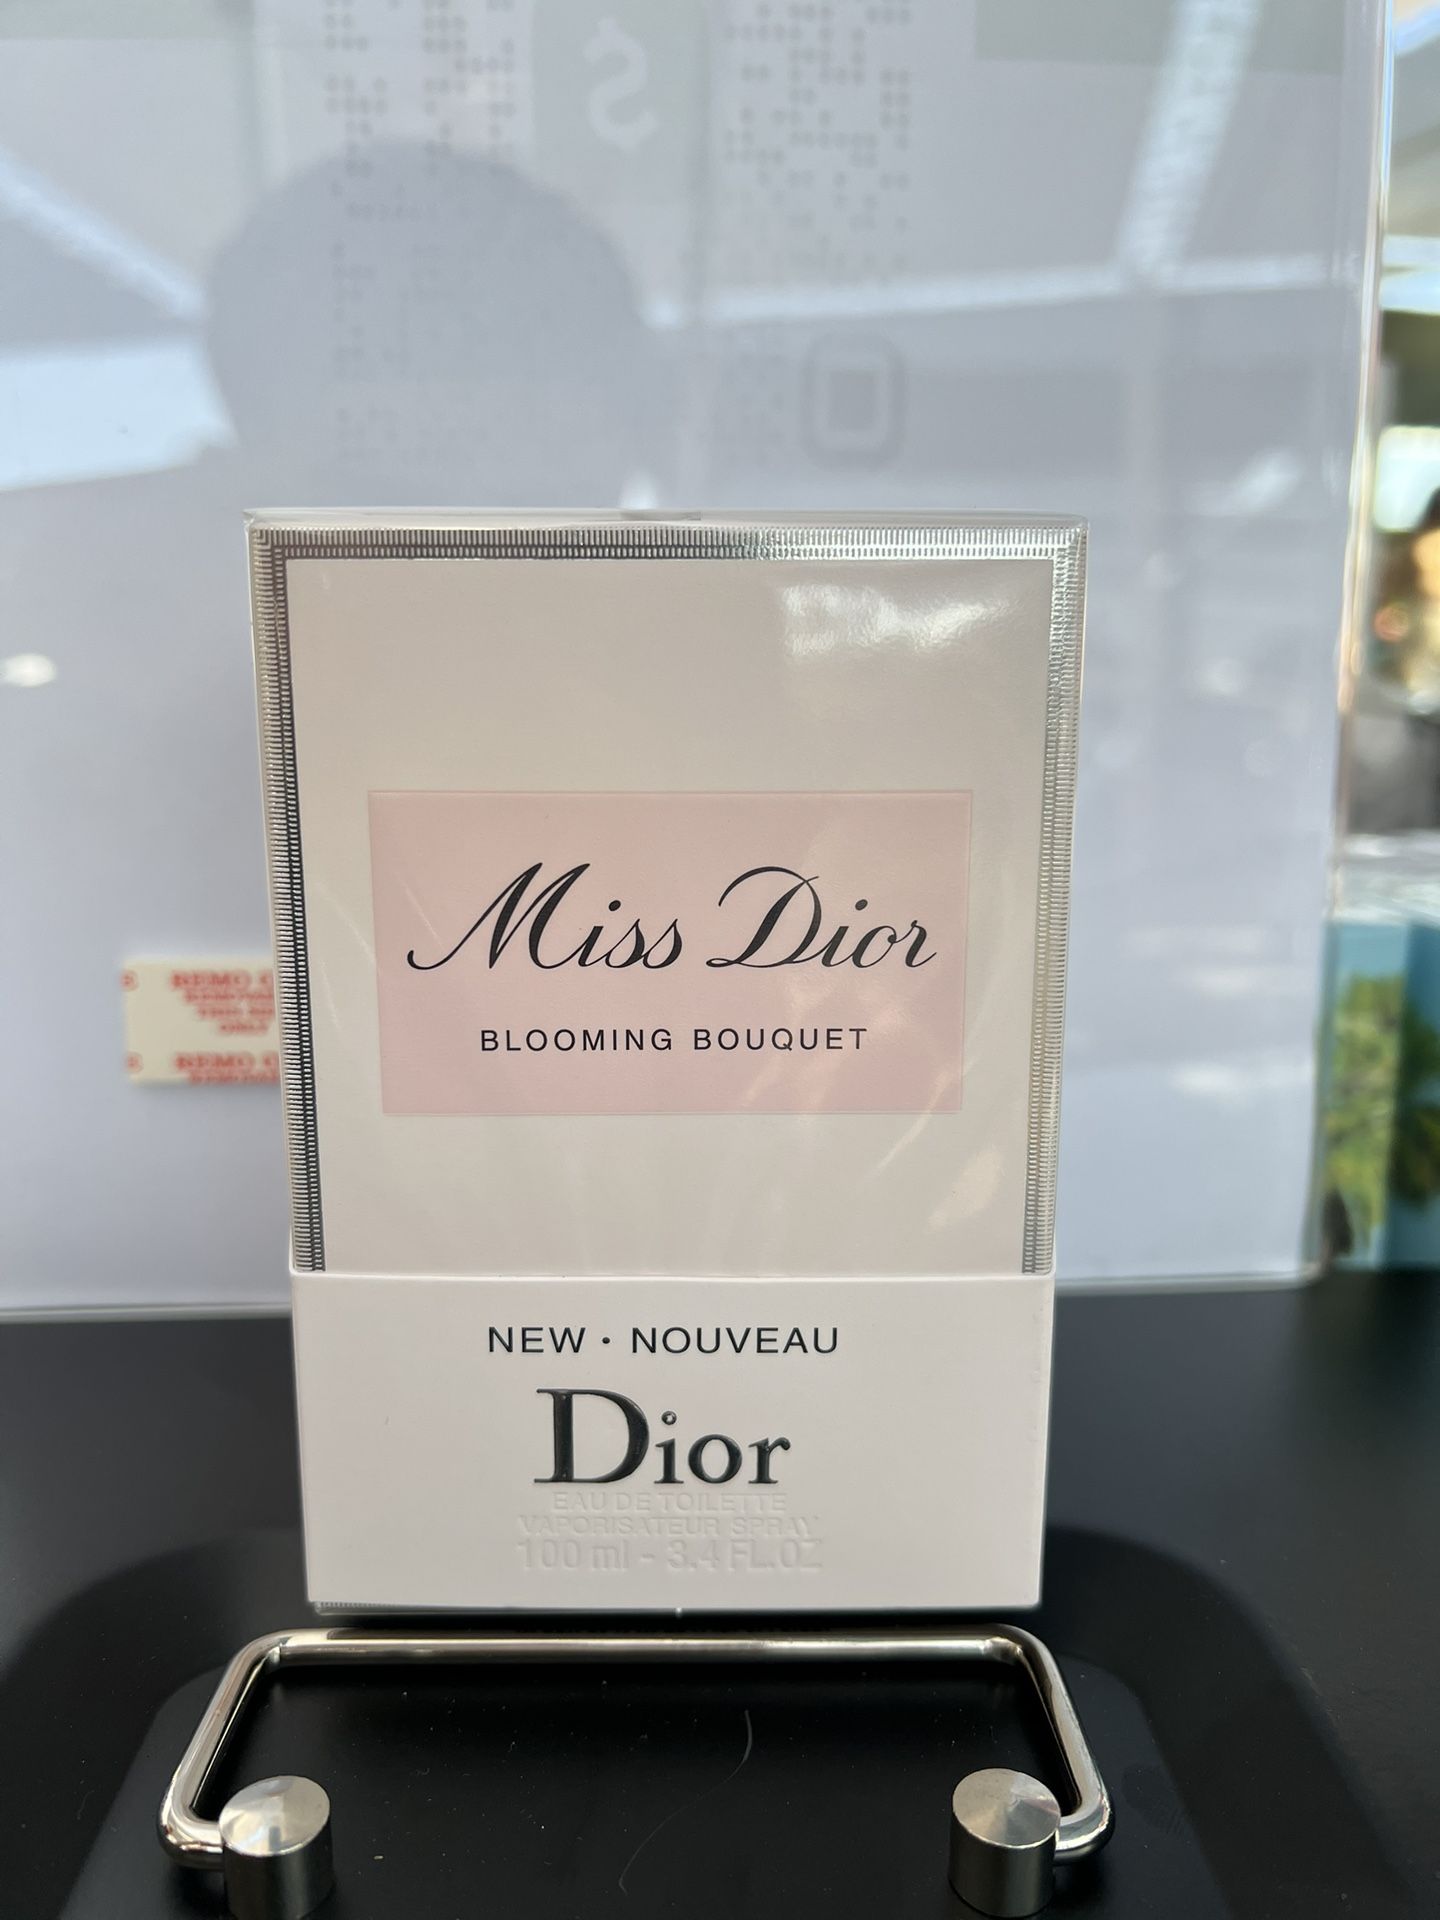 $
Miss Dior
BLOOMING BOUQUET
NEW · NOUVEAU
Dior
EAU DE TOILETTE
VAPORISATEUR SPRAY
100 ml - 3.4 FL.OZ